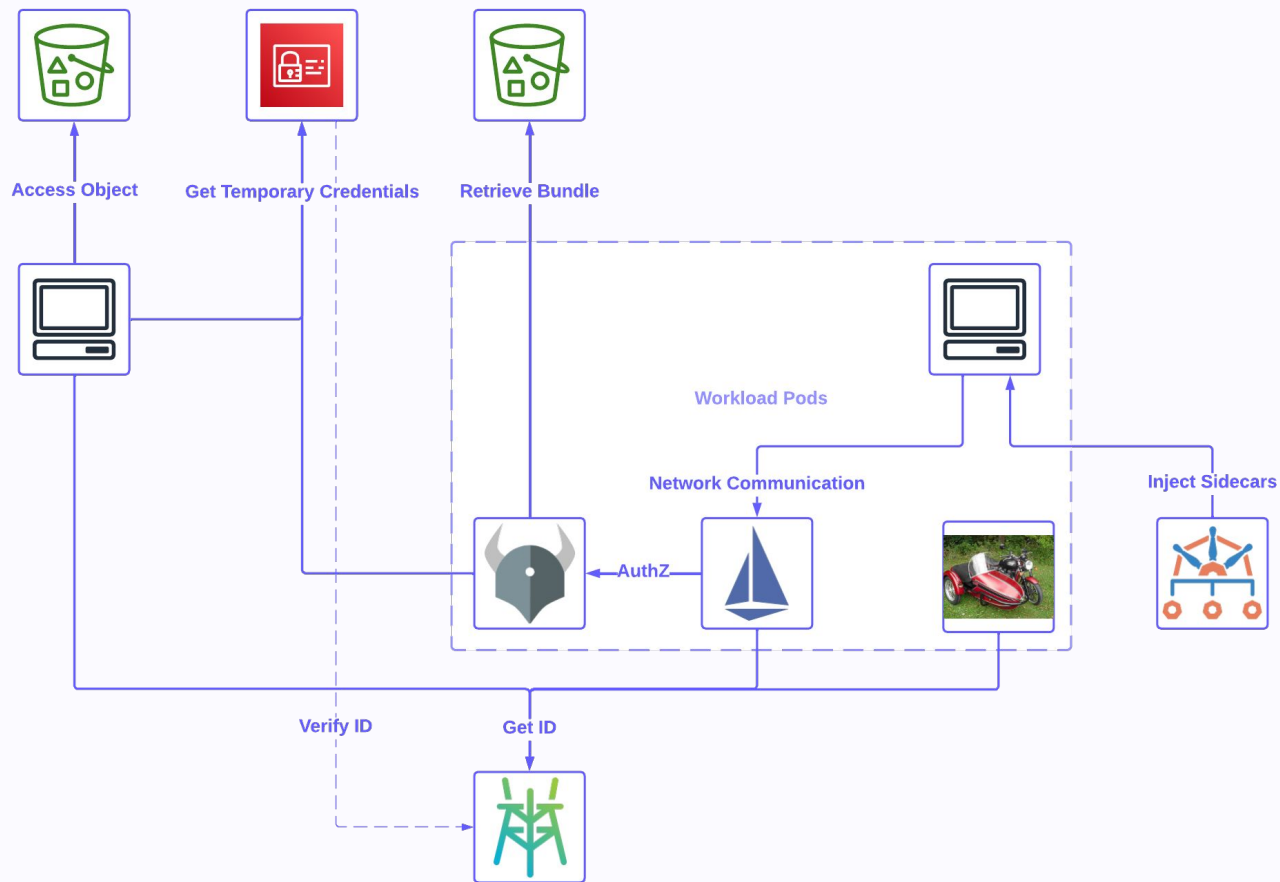 Access Object
Get Temporary Credentials
Retrieve Bundle
Workload Pods
Network Communication
Inject Sidecars
AuthZ
Verify ID
Get ID